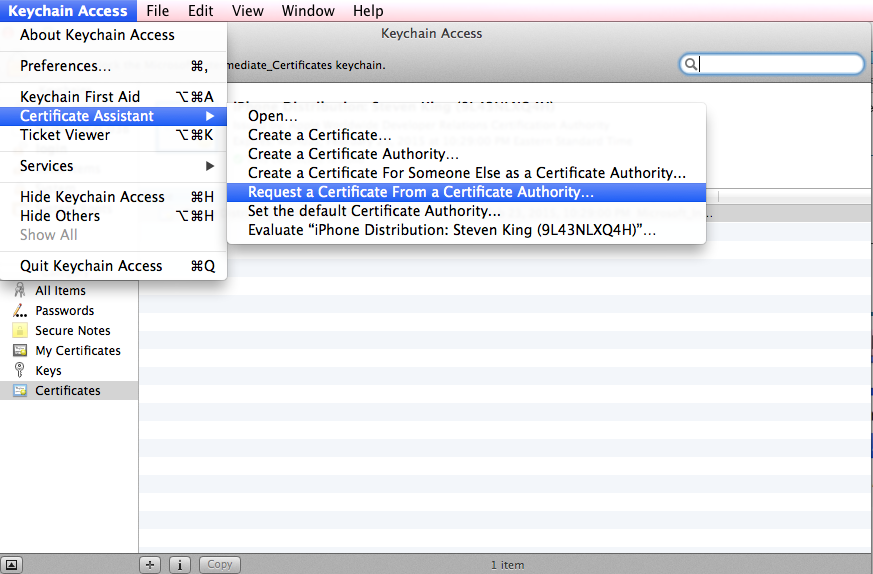 Keychain Access File Edit View Window Help
About Keychain Access
Keychain Access
Preferences… ⌘,
mediate_Certificates keychain.
Keychain First Aid ⌥⌘A
Certificate Assistant ▶
Ticket Viewer ⌥⌘K
Services ▶
Hide Keychain Access ⌘H
Hide Others ⌥⌘H
Show All
Quit Keychain Access ⌘Q
Open…
Create a Certificate…
Create a Certificate Authority…
Create a Certificate For Someone Else as a Certificate Authority…
Request a Certificate From a Certificate Authority…
Set the default Certificate Authority…
Evaluate “iPhone Distribution: Steven King (9L43NLXQ4H)”…
All Items
Passwords
Secure Notes
My Certificates
Keys
Certificates
+ i Copy
1 item